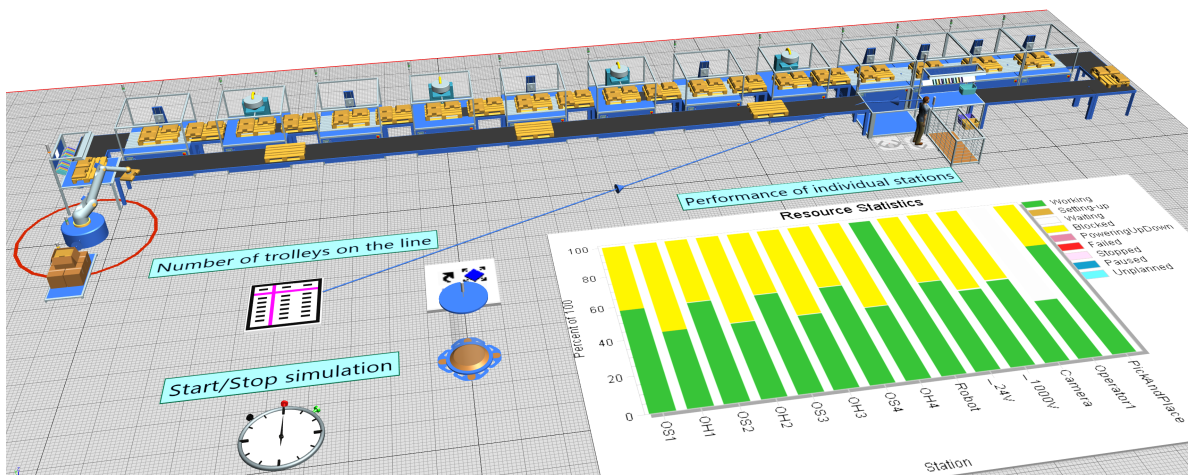 Performance of individual stations
Number of trolleys on the line
Start/Stop simulation
Resource Statistics
Working
Setting-up
Waiting
Blocked
PoweringUpDown
Failed
Stopped
Paused
Unplanned
Percent of 100
100
80
60
40
20
0
OS1
OH1
OS2
OH2
OS3
OH3
OS4
OH4
Robot
_24V
_1000V
Camera
Operator1
PickAndPlace
Station